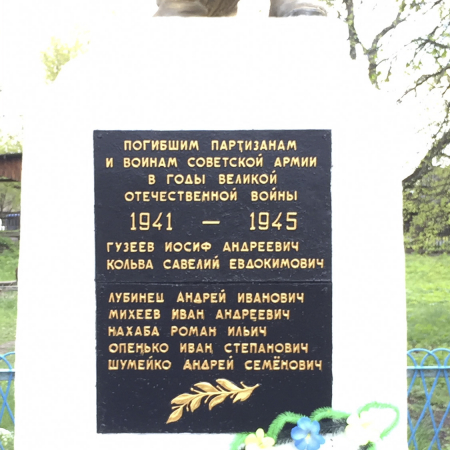 ПОГИБШИМ ПАРТИЗАНАМ
И ВОИНАМ СОВЕТСКОЙ АРМИИ
В ГОДЫ ВЕЛИКОЙ
ОТЕЧЕСТВЕННОЙ ВОЙНЫ
1941 — 1945
ГУЗЕЕВ ИОСИФ АНДРЕЕВИЧ
КОЛЬВА САВЕЛИЙ ЕВДОКИМОВИЧ
ЛУБИНЕЦ АНДРЕЙ ИВАНОВИЧ
МИХЕЕВ ИВАН АНДРЕЕВИЧ
НАХАБА РОМАН ИЛЬИЧ
ОПЕНЬКО ИВАН СТЕПАНОВИЧ
ШУМЕЙКО АНДРЕЙ СЕМЁНОВИЧ